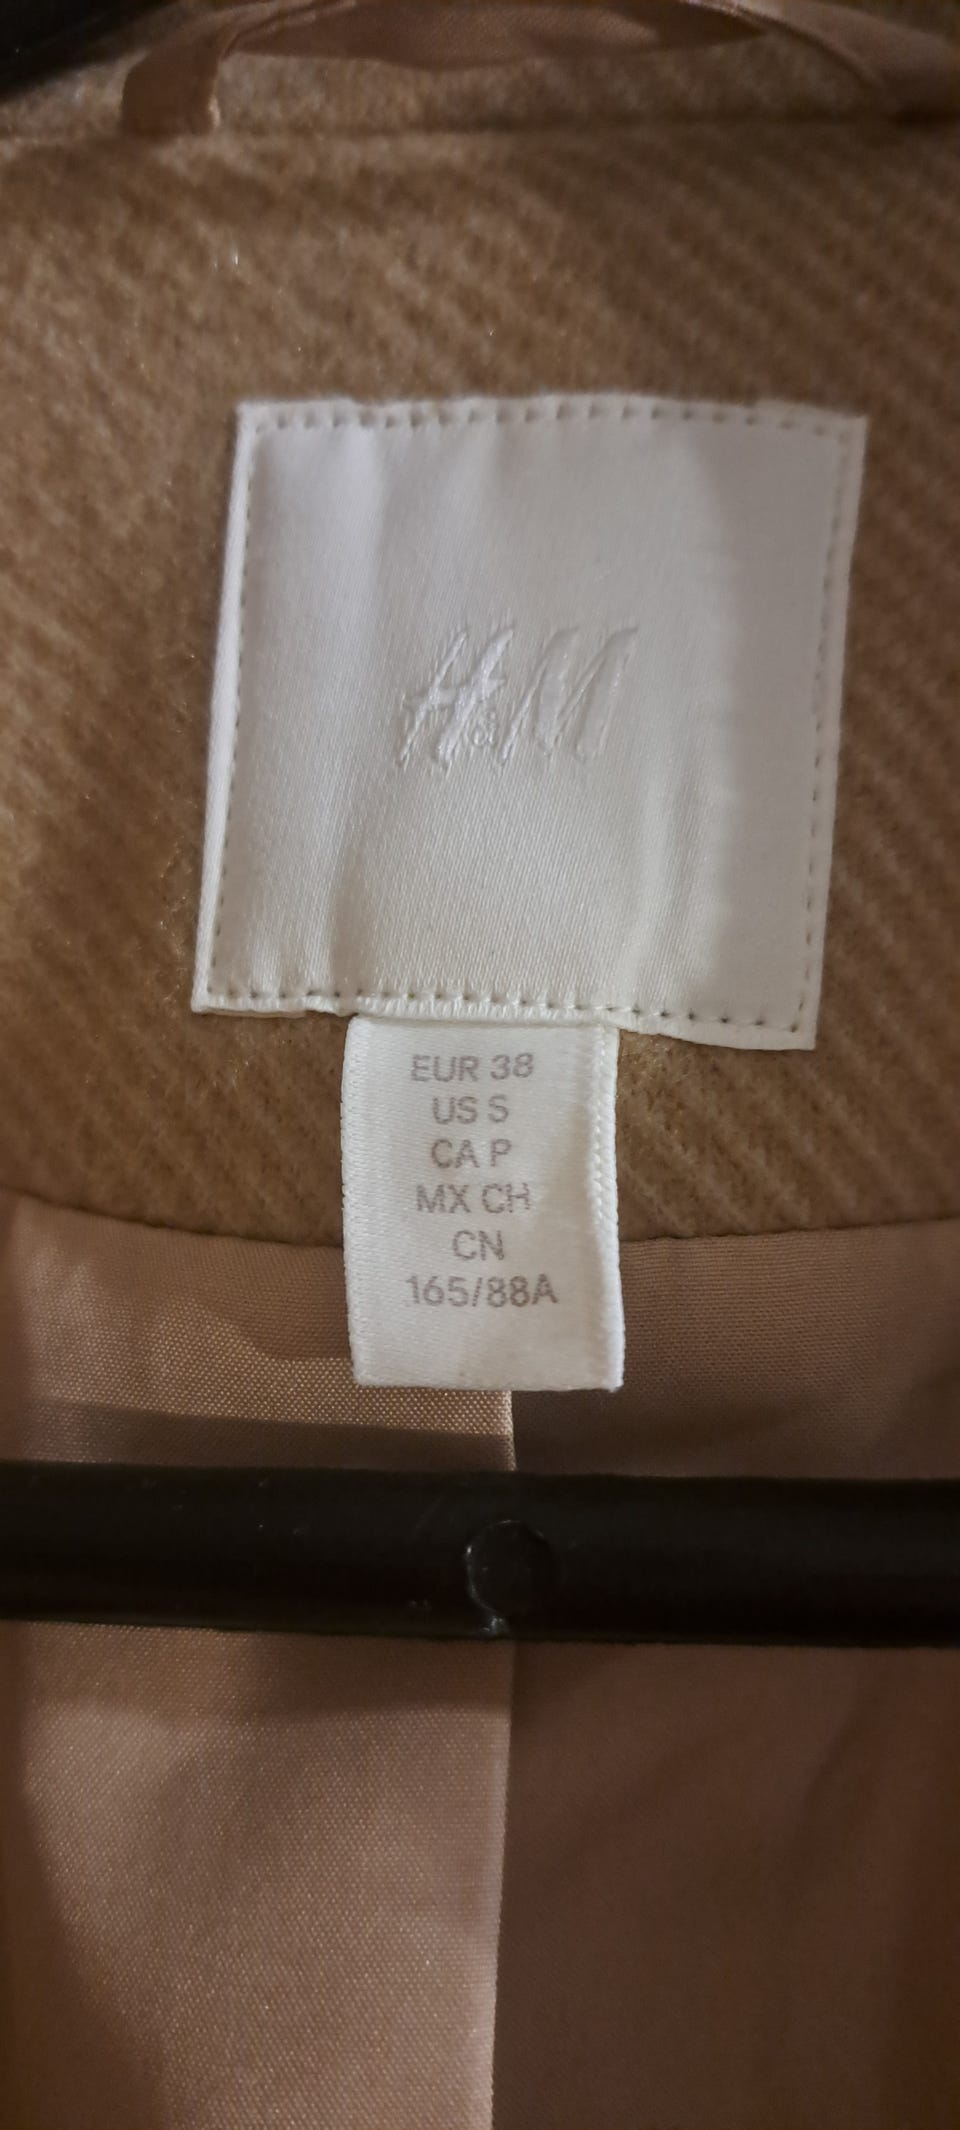 H&M
EUR 38
US S
CA P
MX CH
CN
165/88A